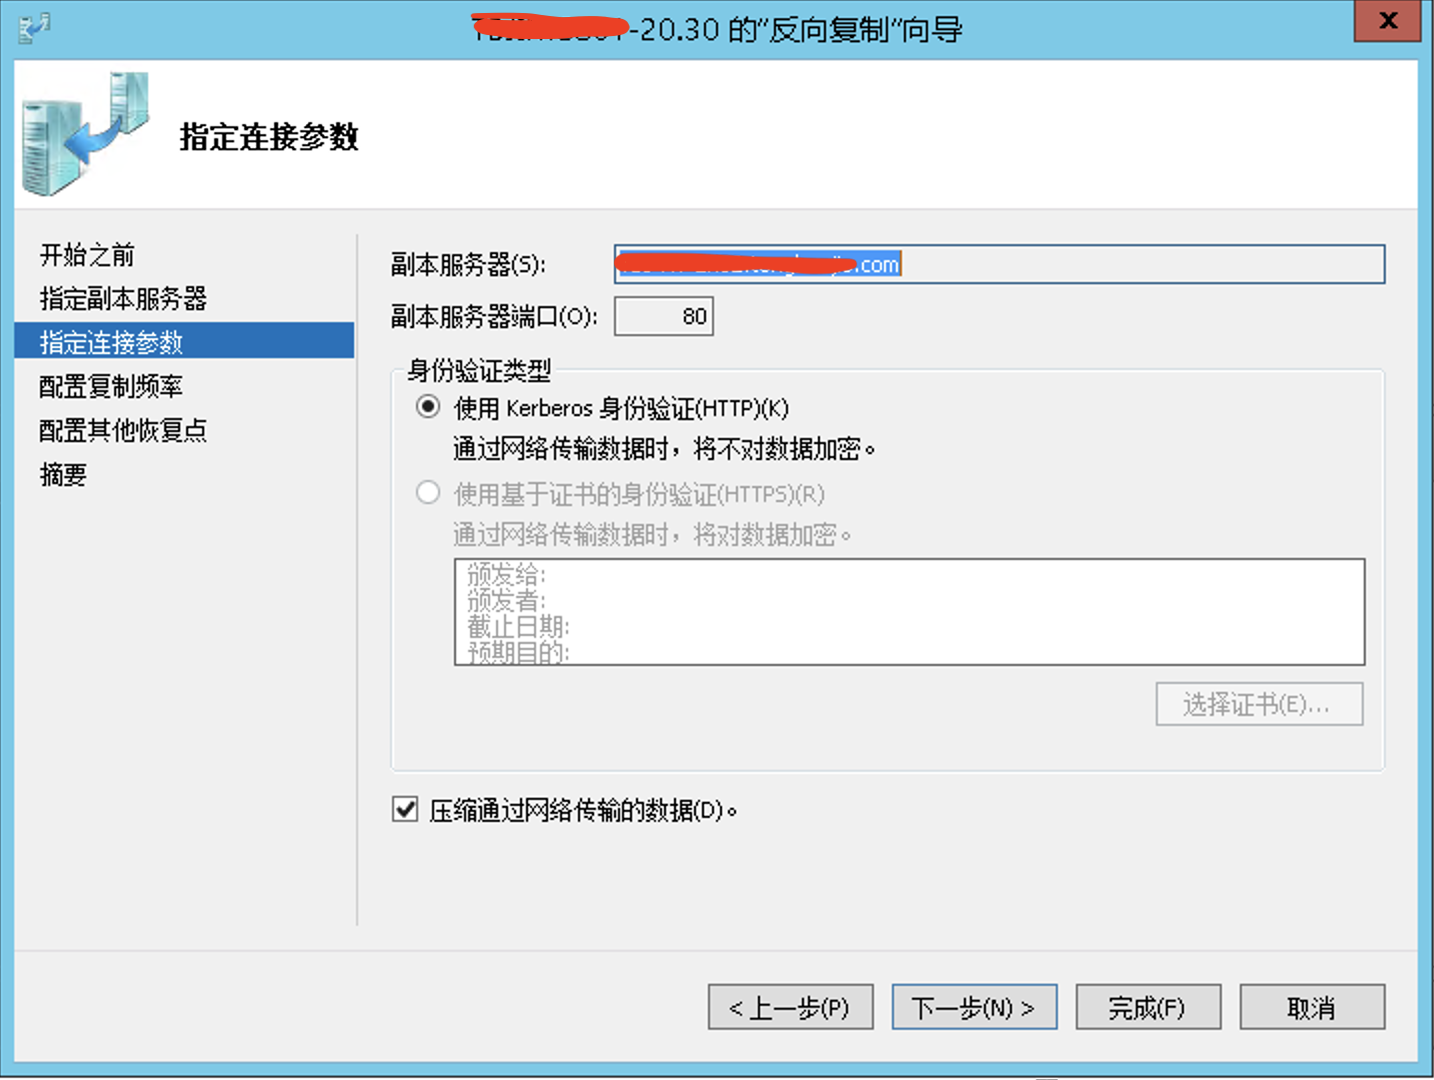 -20.30 的“反向复制”向导
指定连接参数
开始之前
指定副本服务器
指定连接参数
配置复制频率
配置其他恢复点
摘要
副本服务器(S):
.com
副本服务器端口(O):
80
身份验证类型
使用 Kerberos 身份验证(HTTP)(K)
通过网络传输数据时，将不对数据加密。
使用基于证书的身份验证(HTTPS)(R)
通过网络传输数据时，将对数据加密。
颁发给:
颁发者:
截止日期:
预期目的:
选择证书(E)...
压缩通过网络传输的数据(D)。
< 上一步(P)
下一步(N) >
完成(F)
取消